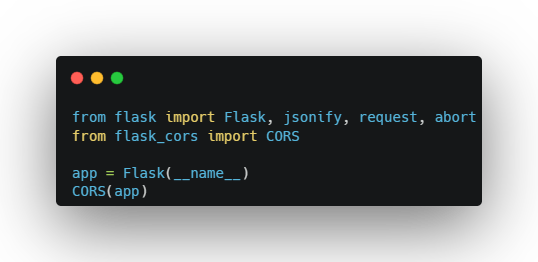 from flask import Flask, jsonify, request, abort
from flask_cors import CORS

app = Flask(__name__)
CORS(app)